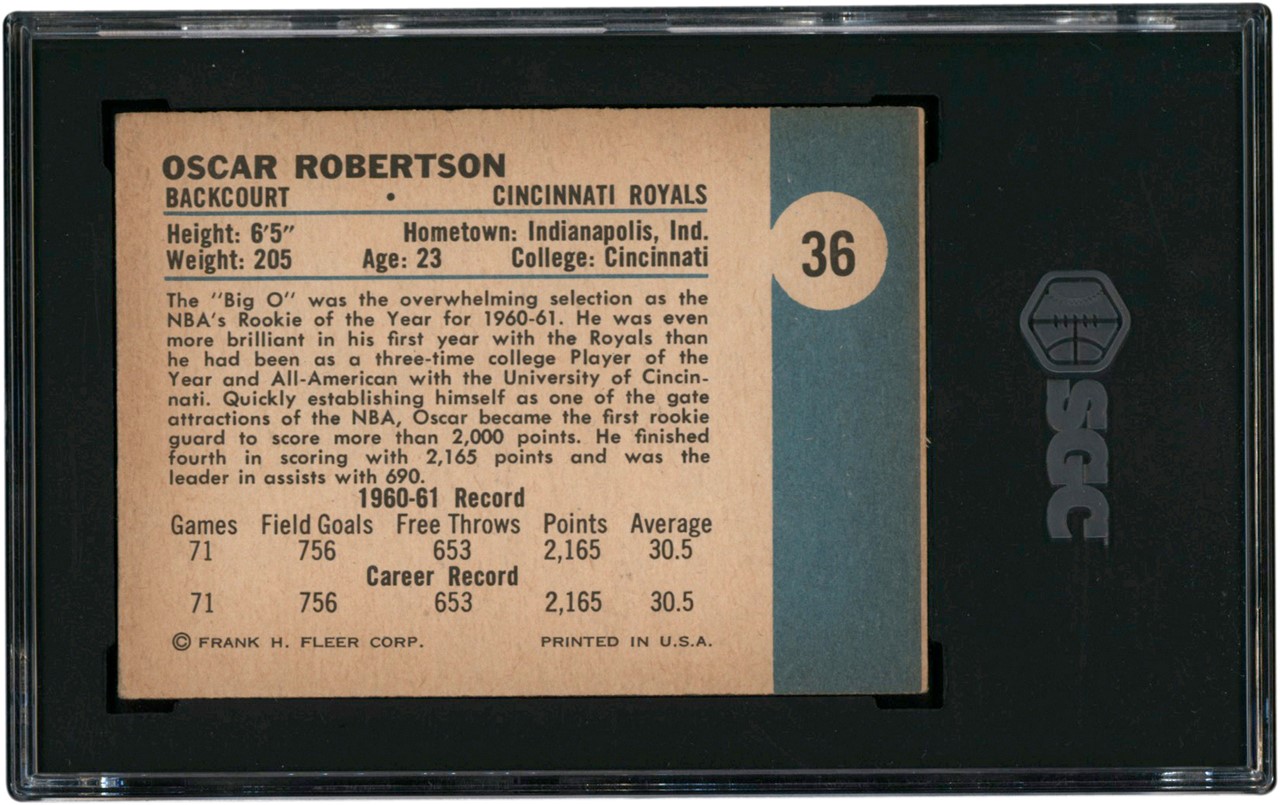 OSCAR ROBERTSON
BACKCOURT • CINCINNATI ROYALS
Height: 6'5" Hometown: Indianapolis, Ind.
Weight: 205 Age: 23 College: Cincinnati
36
The "Big O" was the overwhelming selection as the
NBA's Rookie of the Year for 1960-61. He was even
more brilliant in his first year with the Royals than
he had been as a three-time college Player of the
Year and All-American with the University of Cincin-
nati. Quickly establishing himself as one of the gate
attractions of the NBA, Oscar became the first rookie
guard to score more than 2,000 points. He finished
fourth in scoring with 2,165 points and was the
leader in assists with 690.
1960-61 Record
Games Field Goals Free Throws Points Average
71 756 653 2,165 30.5
Career Record
71 756 653 2,165 30.5
© FRANK H. FLEER CORP. PRINTED IN U.S.A.
SGC